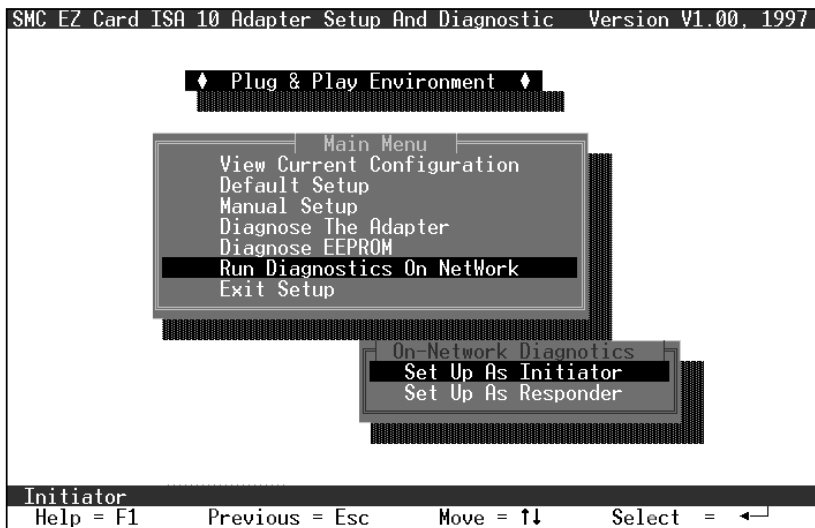 SMC EZ Card ISA 10 Adapter Setup And Diagnostic Version V1.00, 1997
♦ Plug & Play Environment ♦
Main Menu
View Current Configuration
Default Setup
Manual Setup
Diagnose The Adapter
Diagnose EEPROM
Run Diagnostics On NetWork
Exit Setup
On-Network Diagnotics
Set Up As Initiator
Set Up As Responder
Initiator
Help = F1 Previous = Esc Move = ↑↓ Select = ◄─┘